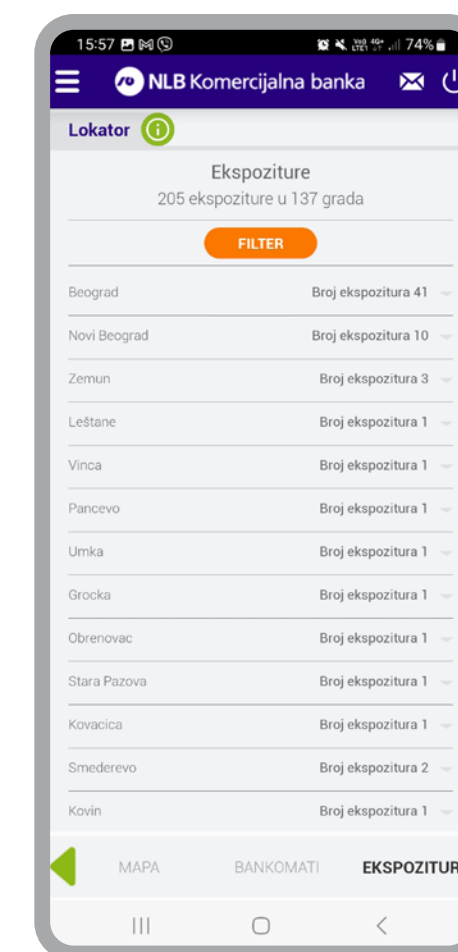 15:57 74%
NLB Komercijalna banka
Lokator
Ekspoziture
205 ekspoziture u 137 grada
FILTER
Beograd Broj ekspozitura 41
Novi Beograd Broj ekspozitura 10
Zemun Broj ekspozitura 3
Leštane Broj ekspozitura 1
Vinca Broj ekspozitura 1
Pancevo Broj ekspozitura 1
Umka Broj ekspozitura 1
Grocka Broj ekspozitura 1
Obrenovac Broj ekspozitura 1
Stara Pazova Broj ekspozitura 1
Kovacica Broj ekspozitura 1
Smederevo Broj ekspozitura 2
Kovin Broj ekspozitura 1
MAPA BANKOMATI EKSPOZITUR